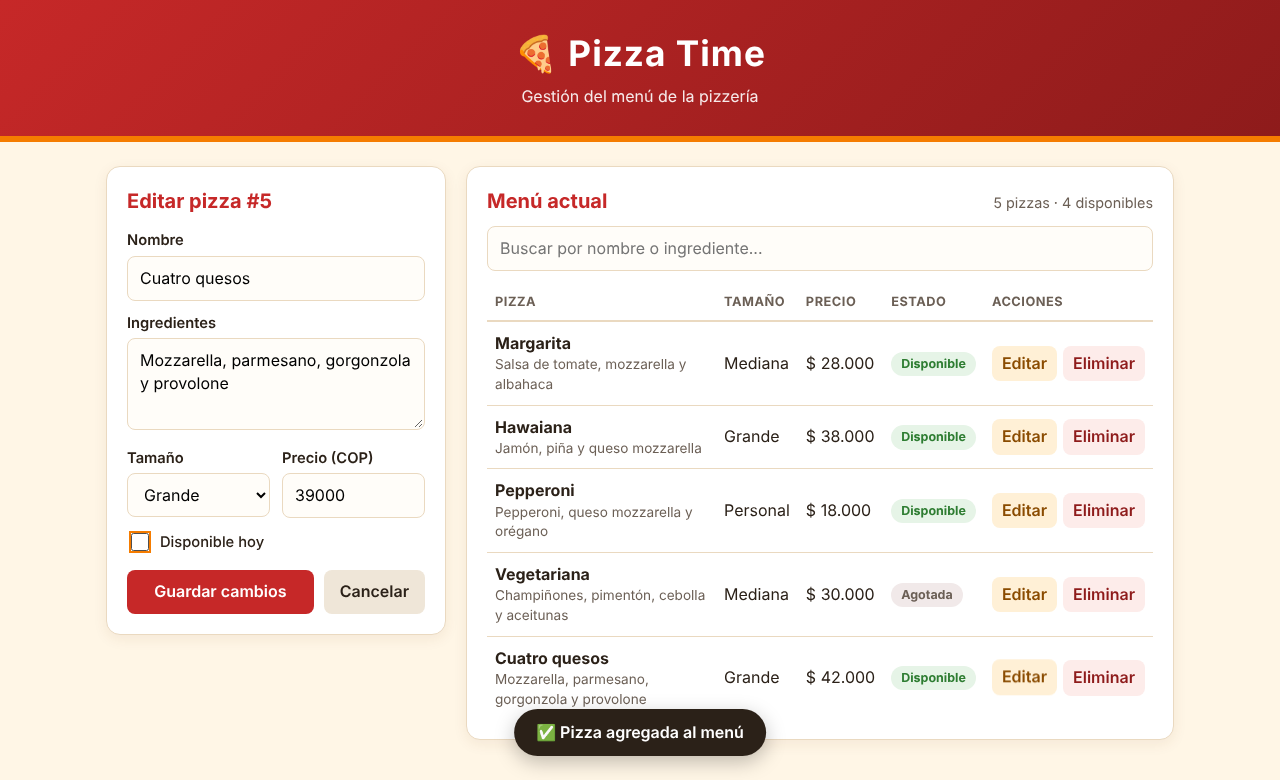 🍕 Pizza Time
Gestión del menú de la pizzería
Editar pizza #5
Nombre
Cuatro quesos
Ingredientes
Mozzarella, parmesano, gorgonzola
y provolone
Tamaño Precio (COP)
Grande 39000
Disponible hoy
Guardar cambios Cancelar
Menú actual 5 pizzas · 4 disponibles
Buscar por nombre o ingrediente...
PIZZA TAMAÑO PRECIO ESTADO ACCIONES
Margarita
Salsa de tomate, mozzarella y
albahaca
Mediana $ 28.000 Disponible Editar Eliminar
Hawaiana
Jamón, piña y queso mozzarella
Grande $ 38.000 Disponible Editar Eliminar
Pepperoni
Pepperoni, queso mozzarella y
orégano
Personal $ 18.000 Disponible Editar Eliminar
Vegetariana
Champiñones, pimentón, cebolla
y aceitunas
Mediana $ 30.000 Agotada Editar Eliminar
Cuatro quesos
Mozzarella, parmesano,
gorgonzola y provolone
Grande $ 42.000 Disponible Editar Eliminar
✅ Pizza agregada al menú